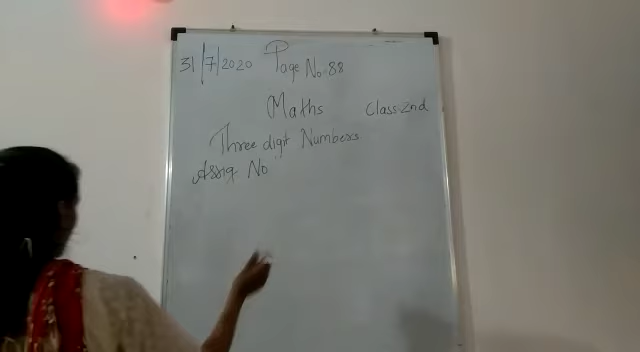 31/7/2020 Page No. 88
Maths Class 2nd
Three digit Numbers
Assig. No